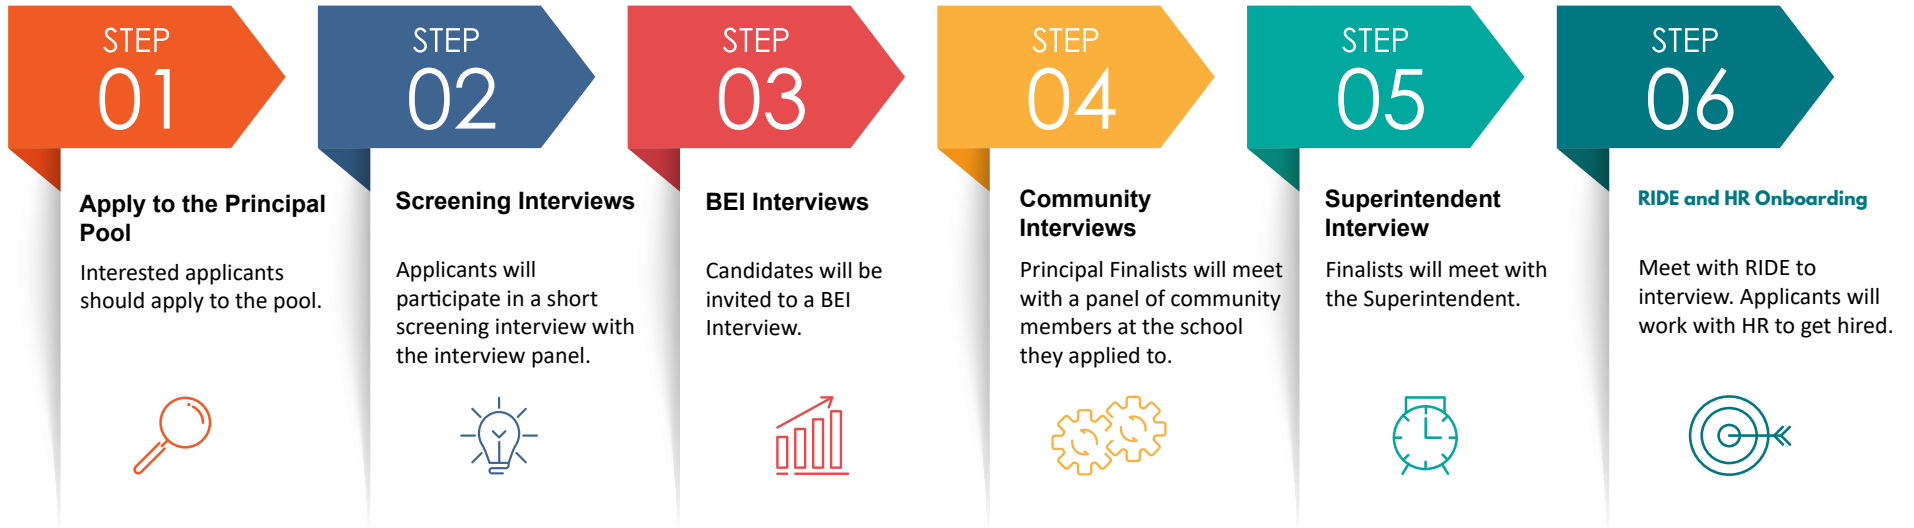 STEP
01
Apply to the Principal
Pool
Interested applicants
should apply to the pool.
STEP
02
Screening Interviews
Applicants will
participate in a short
screening interview with
the interview panel.
STEP
03
BEI Interviews
Candidates will be
invited to a BEI
Interview.
STEP
04
Community
Interviews
Principal Finalists will meet
with a panel of community
members at the school
they applied to.
STEP
05
Superintendent
Interview
Finalists will meet with
the Superintendent.
STEP
06
RIDE and HR Onboarding
Meet with RIDE to
interview. Applicants will
work with HR to get hired.